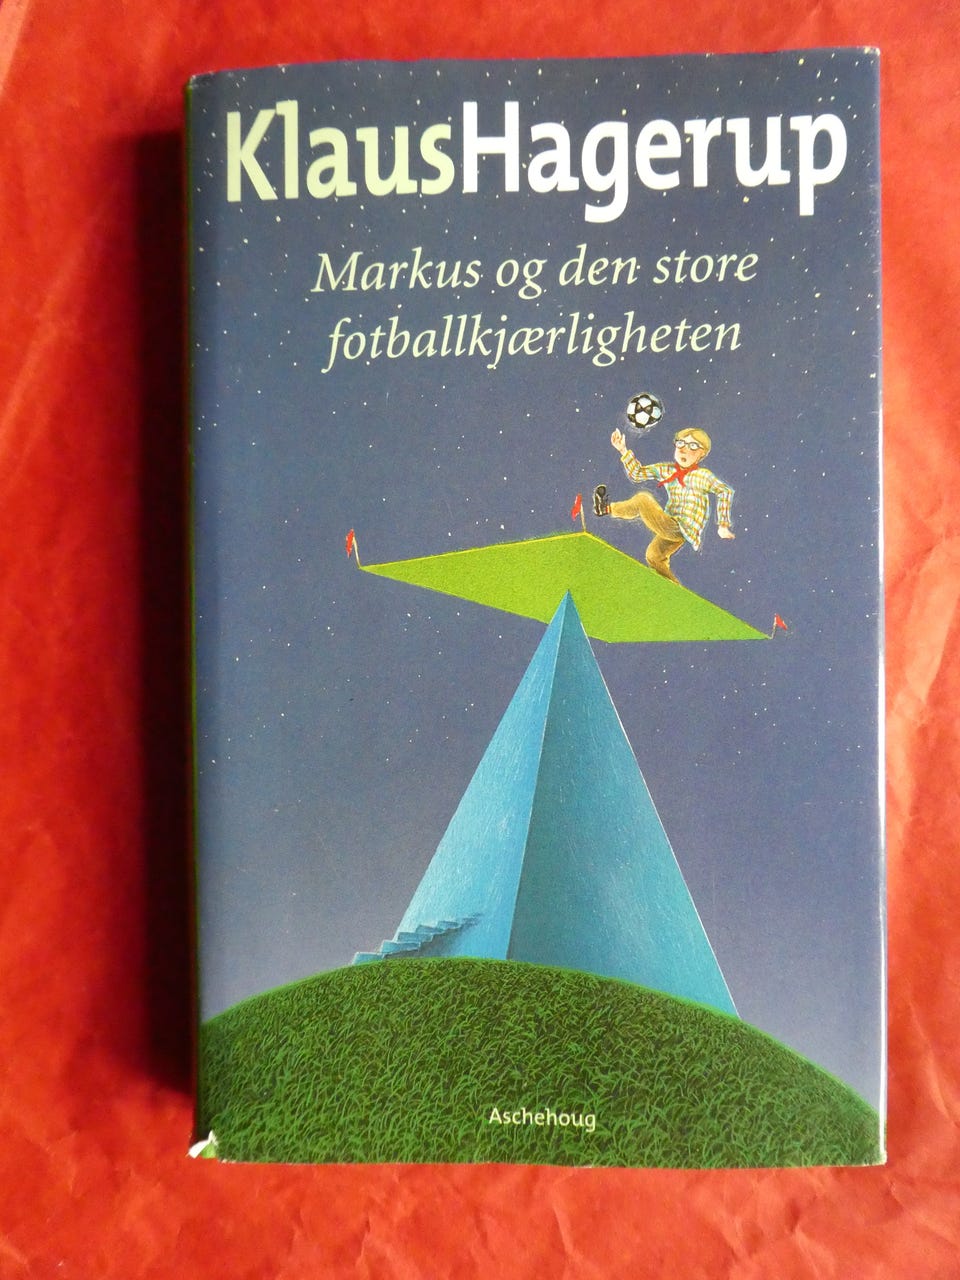 KlausHagerup
Markus og den store
fotballkjærligheten
Aschehoug